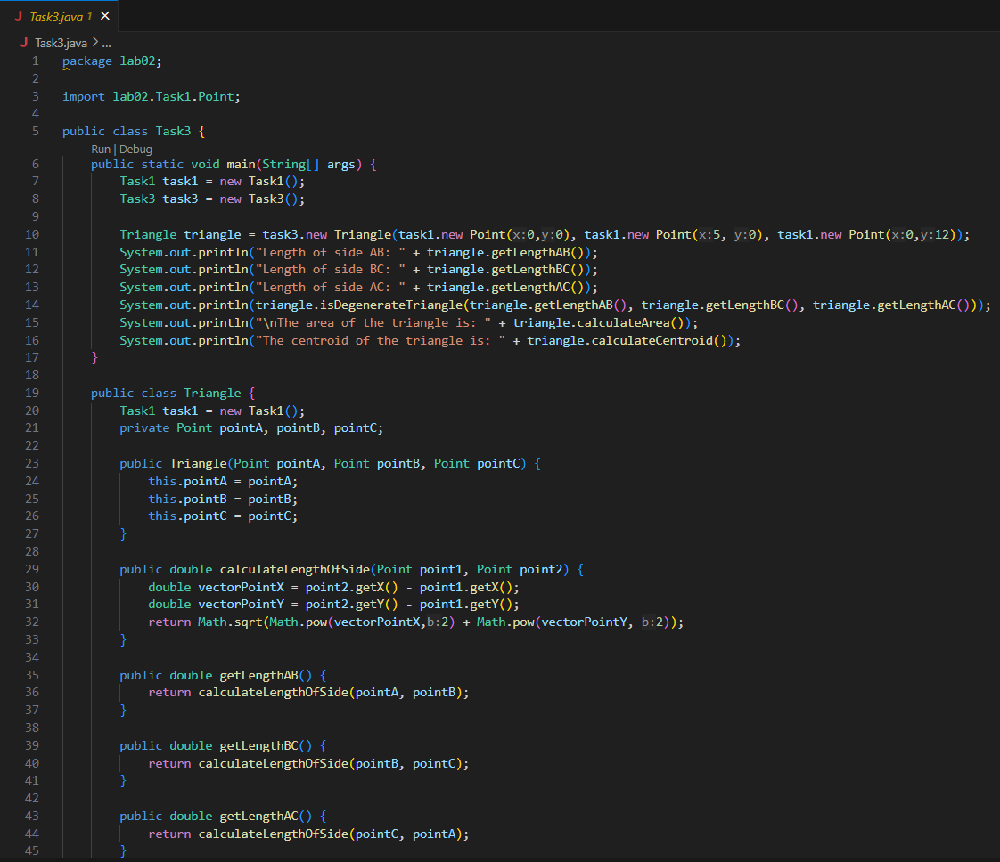 J Task3.java 1 ✕
J Task3.java > ...
1 package lab02;
2
3 import lab02.Task1.Point;
4
5 public class Task3 {
Run | Debug
6     public static void main(String[] args) {
7         Task1 task1 = new Task1();
8         Task3 task3 = new Task3();
9
10         Triangle triangle = task3.new Triangle(task1.new Point(x:0,y:0), task1.new Point(x:5, y:0), task1.new Point(x:0,y:12));
11         System.out.println("Length of side AB: " + triangle.getLengthAB());
12         System.out.println("Length of side BC: " + triangle.getLengthBC());
13         System.out.println("Length of side AC: " + triangle.getLengthAC());
14         System.out.println(triangle.isDegenerateTriangle(triangle.getLengthAB(), triangle.getLengthBC(), triangle.getLengthAC()));
15         System.out.println("\nThe area of the triangle is: " + triangle.calculateArea());
16         System.out.println("The centroid of the triangle is: " + triangle.calculateCentroid());
17     }
18
19     public class Triangle {
20         Task1 task1 = new Task1();
21         private Point pointA, pointB, pointC;
22
23         public Triangle(Point pointA, Point pointB, Point pointC) {
24             this.pointA = pointA;
25             this.pointB = pointB;
26             this.pointC = pointC;
27         }
28
29         public double calculateLengthOfSide(Point point1, Point point2) {
30             double vectorPointX = point2.getX() - point1.getX();
31             double vectorPointY = point2.getY() - point1.getY();
32             return Math.sqrt(Math.pow(vectorPointX,b:2) + Math.pow(vectorPointY, b:2));
33         }
34
35         public double getLengthAB() {
36             return calculateLengthOfSide(pointA, pointB);
37         }
38
39         public double getLengthBC() {
40             return calculateLengthOfSide(pointB, pointC);
41         }
42
43         public double getLengthAC() {
44             return calculateLengthOfSide(pointC, pointA);
45         }